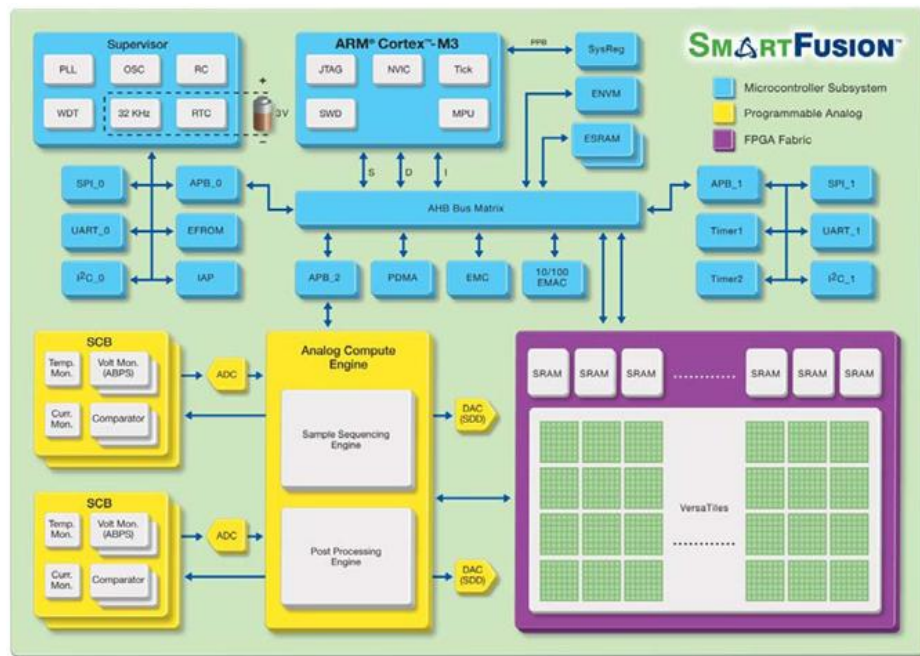 Supervisor
PLL
OSC
RC
WDT
32 KHz
RTC
+
3V
−
ARM® Cortex™-M3
JTAG
NVIC
Tick
SWD
MPU
PPB
SysReg
ENVM
ESRAM
SMARTFUSION™
Microcontroller Subsystem
Programmable Analog
FPGA Fabric
S
D
I
SPI_0
APB_0
UART_0
EFROM
I²C_0
IAP
AHB Bus Matrix
APB_1
SPI_1
Timer1
UART_1
Timer2
I²C_1
APB_2
PDMA
EMC
10/100
EMAC
SCB
Temp.
Mon.
Volt Mon.
(ABPS)
Curr.
Mon.
Comparator
ADC
Analog Compute
Engine
Sample Sequencing
Engine
Post Processing
Engine
DAC
(SDD)
SCB
Temp.
Mon.
Volt Mon.
(ABPS)
Curr.
Mon.
Comparator
ADC
DAC
(SDD)
SRAM
SRAM
SRAM
SRAM
SRAM
SRAM
VersaTiles